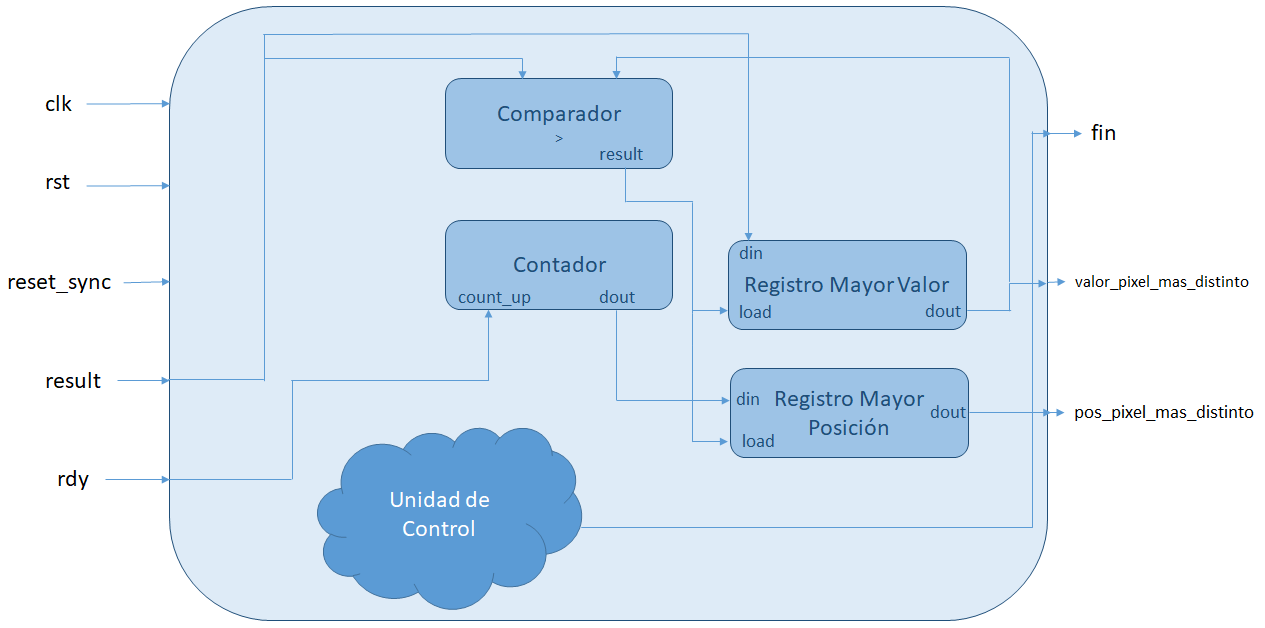 clk
rst
reset_sync
result
rdy
Comparador
>
result
Contador
count_up
dout
din
Registro Mayor Valor
load
dout
din
Registro Mayor
Posición
dout
load
Unidad de
Control
fin
valor_pixel_mas_distinto
pos_pixel_mas_distinto